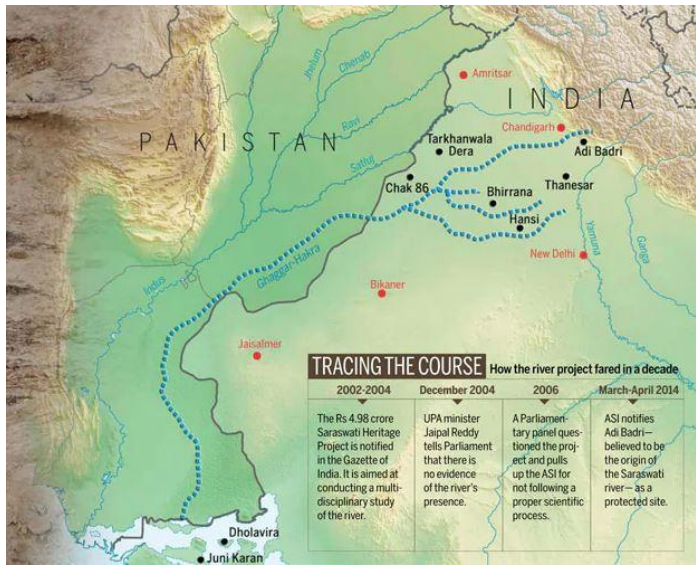 Jhelum
Chenab
Amritsar
INDIA
Ravi
Chandigarh
PAKISTAN
Tarkhanwala
Dera
Adi Badri
Satluj
Chak 86
Bhirrana
Thanesar
Hansi
Yamuna
Ganga
New Delhi
Ghaggar-Hakra
Indus
Bikaner
Jaisalmer
TRACING THE COURSE How the river project fared in a decade
2002-2004
The Rs 4.98 crore
Saraswati Heritage
Project is notified
in the Gazette of
India. It is aimed at
conducting a multi-
disciplinary study
of the river.
December 2004
UPA minister
Jaipal Reddy
tells Parliament
that there is
no evidence
of the river's
presence.
2006
A Parliamen-
tary panel ques-
tioned the proj-
ect and pulls
up the ASI for
not following a
proper scientific
process.
March-April 2014
ASI notifies
Adi Badri—
believed to be
the origin of
the Saraswati
river—as a
protected site.
Dholavira
Juni Karan